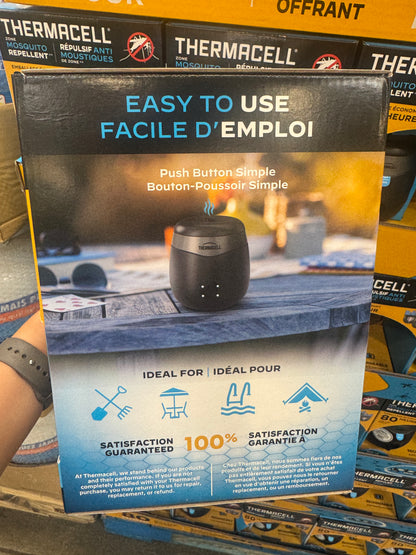 OFFRANT
THERMACELL
ZONE
MOSQUITO
REPELLENT
RÉPULSIF ANTI
MOUSTIQUES
DE ZONE
THERMACELL
EASY TO USE
FACILE D'EMPLOI
Push Button Simple
Bouton-Poussoir Simple
THERMACELL
IDEAL FOR | IDÉAL POUR
SATISFACTION
GUARANTEED
100%
SATISFACTION
GARANTIE À
At Thermacell, we stand behind our products
and their performance. If you are not
completely satisfied with your Thermacell
purchase, you may return it to us for repair,
replacement, or refund.
Chez Thermacell, nous sommes fiers de nos
produits et de leur rendement. Si vous n'êtes
pas entièrement satisfait de votre achat
Thermacell, vous pouvez nous le retourner
en vue d'obtenir une réparation, un
remplacement, ou un remboursement.